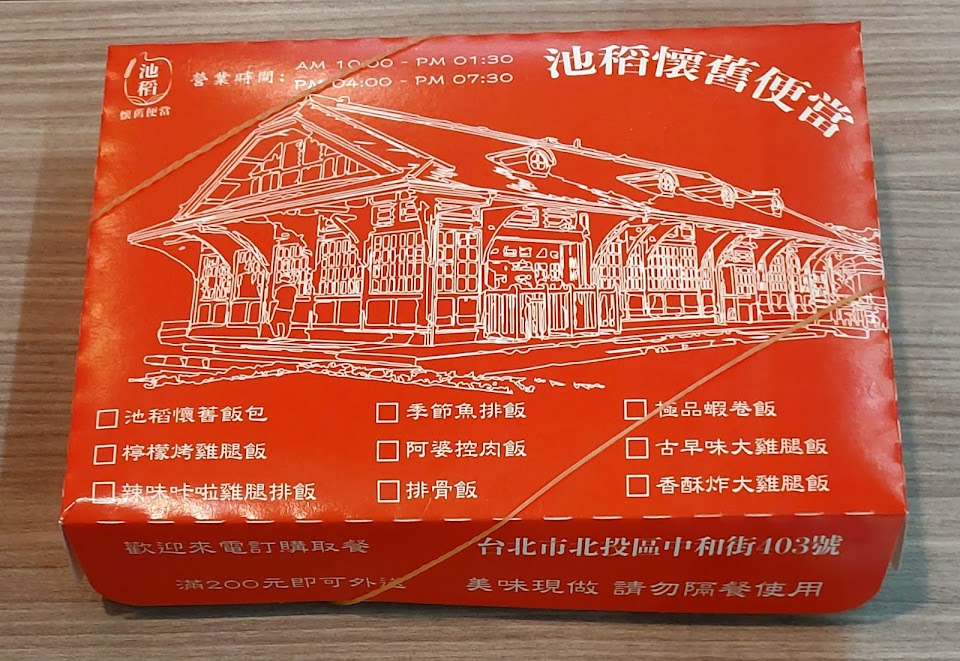 池稻
懷舊便當
營業時間:
AM 10:00 - PM 01:30
PM 04:00 - PM 07:30
池稻懷舊便當
池稻懷舊飯包
季節魚排飯
極品蝦卷飯
檸檬烤雞腿飯
阿婆控肉飯
古早味大雞腿飯
辣味咔啦雞腿排飯
排骨飯
香酥炸大雞腿飯
歡迎來電訂購取餐
台北市北投區中和街403號
滿200元即可外送
美味現做 請勿隔餐使用